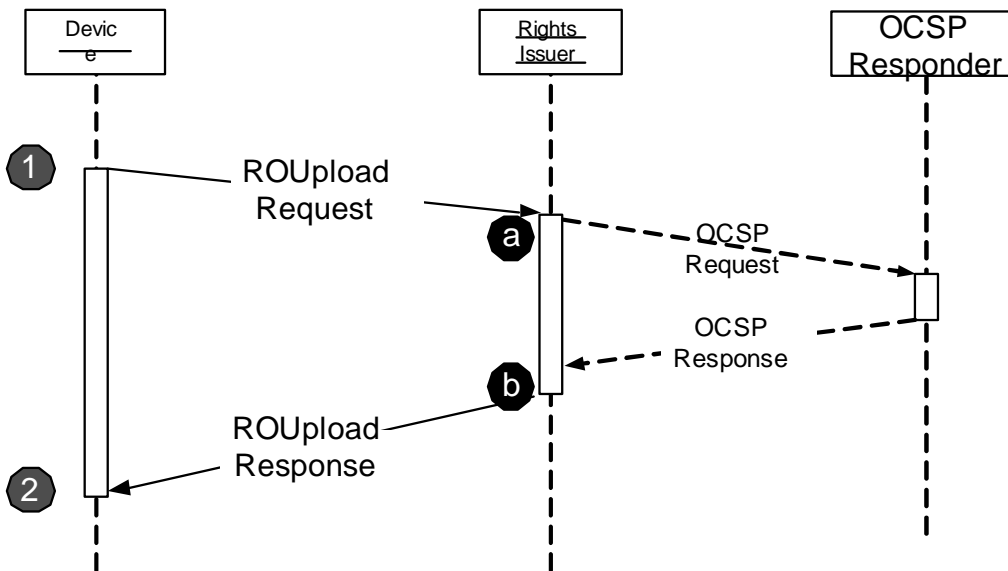 Devic
e
Rights
Issuer
OCSP
Responder
1
ROUpload
Request
a
OCSP
Request
OCSP
Response
b
ROUpload
Response
2